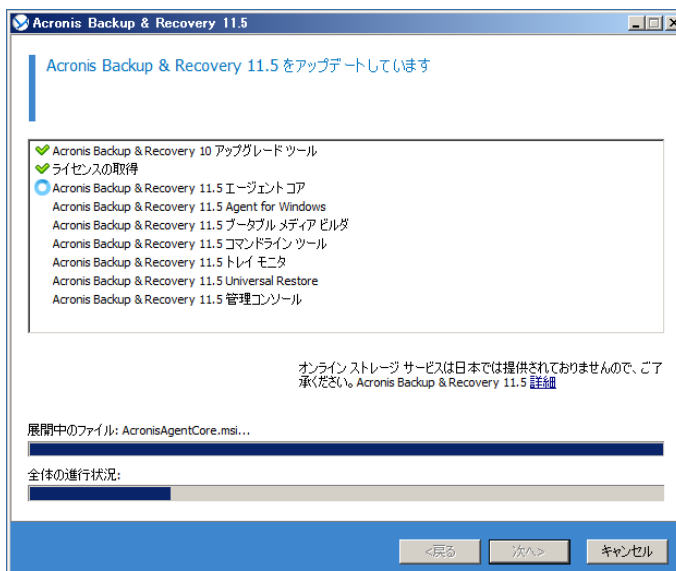 Acronis Backup & Recovery 11.5
Acronis Backup & Recovery 11.5 をアップデートしています
Acronis Backup & Recovery 10 アップグレード ツール
ライセンスの取得
Acronis Backup & Recovery 11.5 エージェント コア
Acronis Backup & Recovery 11.5 Agent for Windows
Acronis Backup & Recovery 11.5 ブータブル メディア ビルダ
Acronis Backup & Recovery 11.5 コマンドライン ツール
Acronis Backup & Recovery 11.5 トレイ モニタ
Acronis Backup & Recovery 11.5 Universal Restore
Acronis Backup & Recovery 11.5 管理コンソール
オンライン ストレージ サービスは日本では提供されておりませんので、ご了
承ください。Acronis Backup & Recovery 11.5 詳細
展開中のファイル: AcronisAgentCore.msi...
全体の進行状況:
<戻る
次へ>
キャンセル